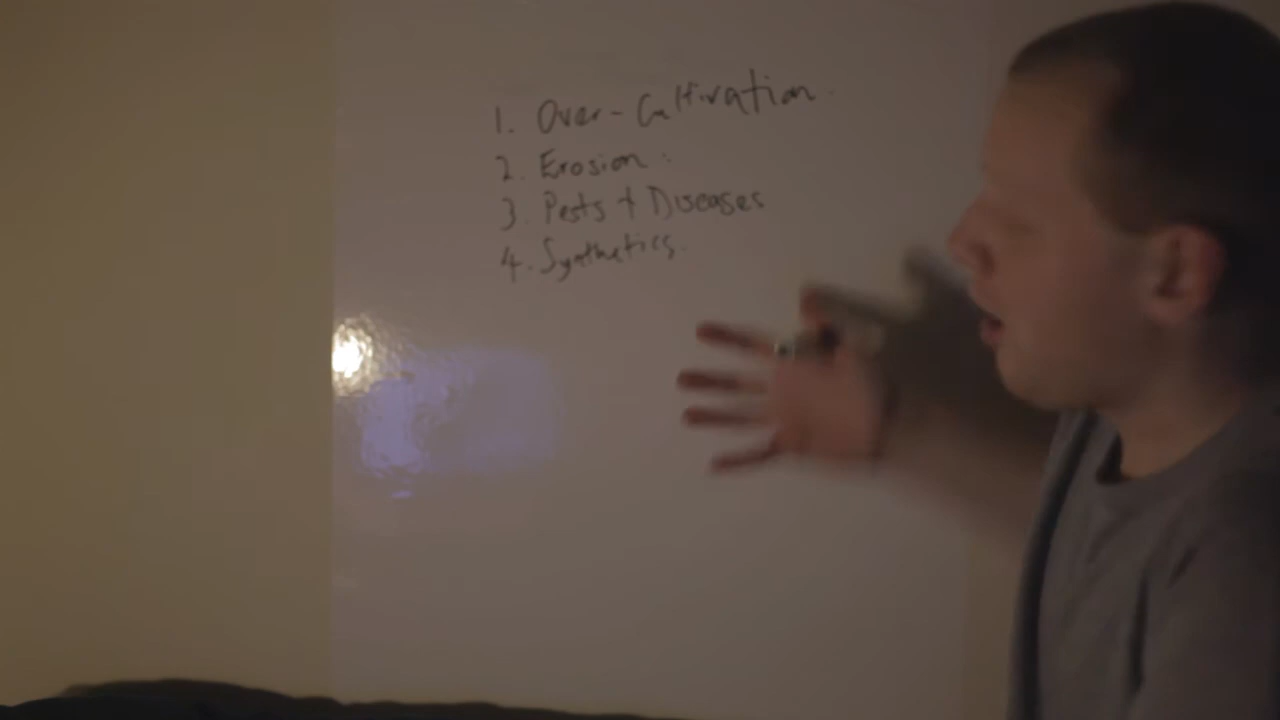 1. Over-Cultivation.
2. Erosion:
3. Pests + Diseases
4. Synthetics.